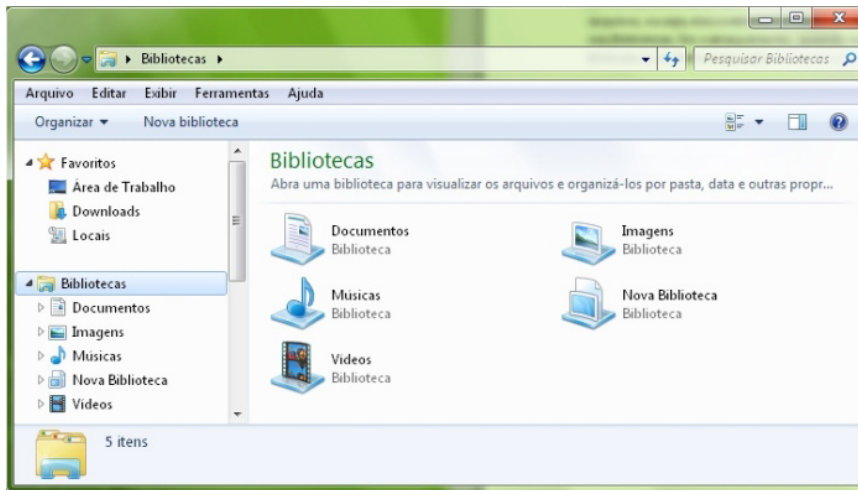 Bibliotecas
Pesquisar Bibliotecas
Arquivo Editar Exibir Ferramentas Ajuda
Organizar Nova biblioteca
Favoritos
Área de Trabalho
Downloads
Locais
Bibliotecas
Documentos
Imagens
Músicas
Nova Biblioteca
Vídeos
Bibliotecas
Abra uma biblioteca para visualizar os arquivos e organizá-los por pasta, data e outras propr...
Documentos
Biblioteca
Imagens
Biblioteca
Músicas
Biblioteca
Nova Biblioteca
Biblioteca
Vídeos
Biblioteca
5 itens